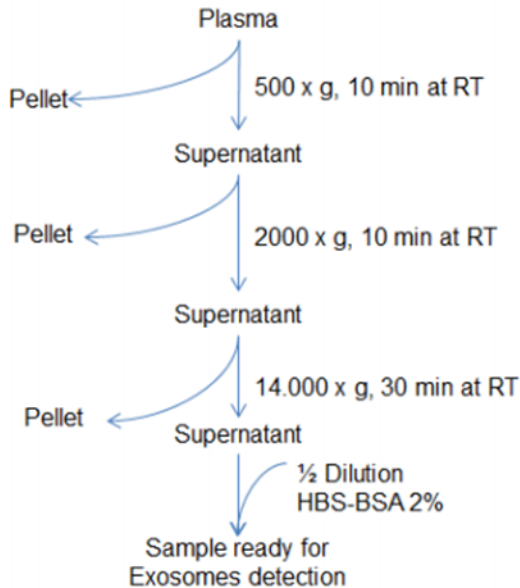 Plasma
500 x g, 10 min at RT
Pellet
Supernatant
Pellet
2000 x g, 10 min at RT
Supernatant
14.000 x g, 30 min at RT
Pellet
Supernatant
½ Dilution
HBS-BSA 2%
Sample ready for
Exosomes detection